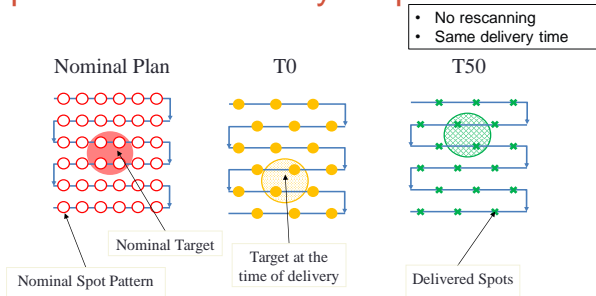 • No rescanning
• Same delivery time
Nominal Plan
T0
T50
Nominal Target
Target at the
time of delivery
Nominal Spot Pattern
Delivered Spots